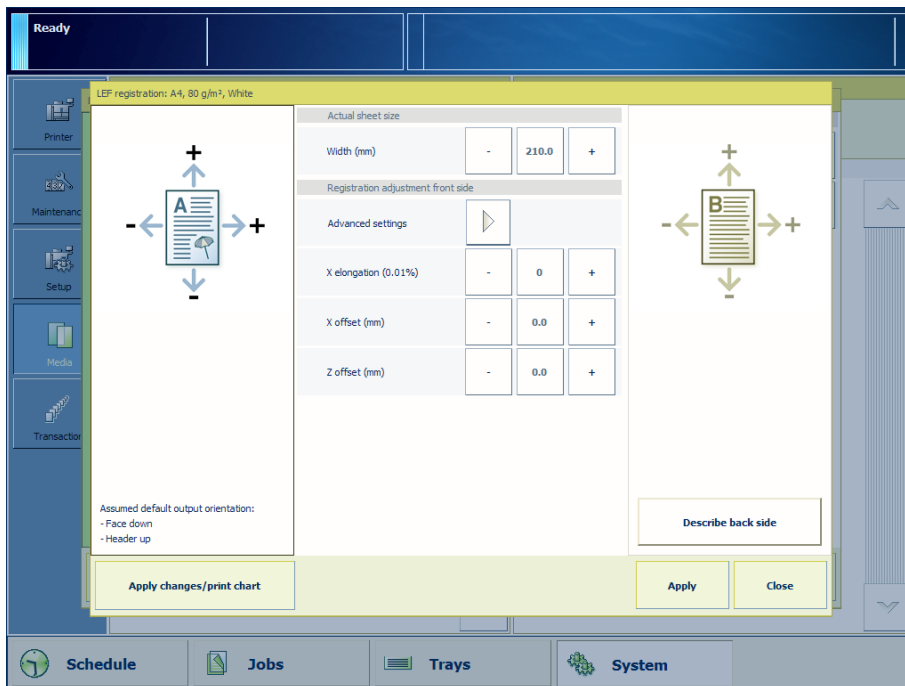 Ready
LEF registration: A4, 80 g/m², White
Printer
Maintenanc
Setup
Media
Transaction
+
A
- +
-
Assumed default output orientation:
- Face down
- Header up
Actual sheet size
Width (mm) - 210.0 +
Registration adjustment front side
Advanced settings
X elongation (0.01%) - 0 +
X offset (mm) - 0.0 +
Z offset (mm) - 0.0 +
+
B
- +
-
Describe back side
Apply changes/print chart
Apply Close
Schedule Jobs Trays System